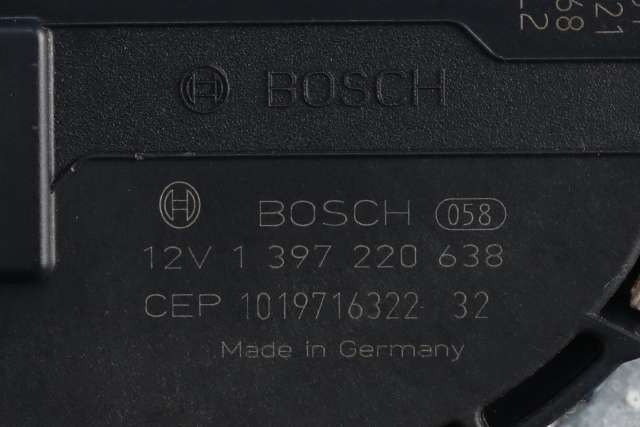 BOSCH
BOSCH 058
12V 1 397 220 638
CEP 1019716322 32
Made in Germany